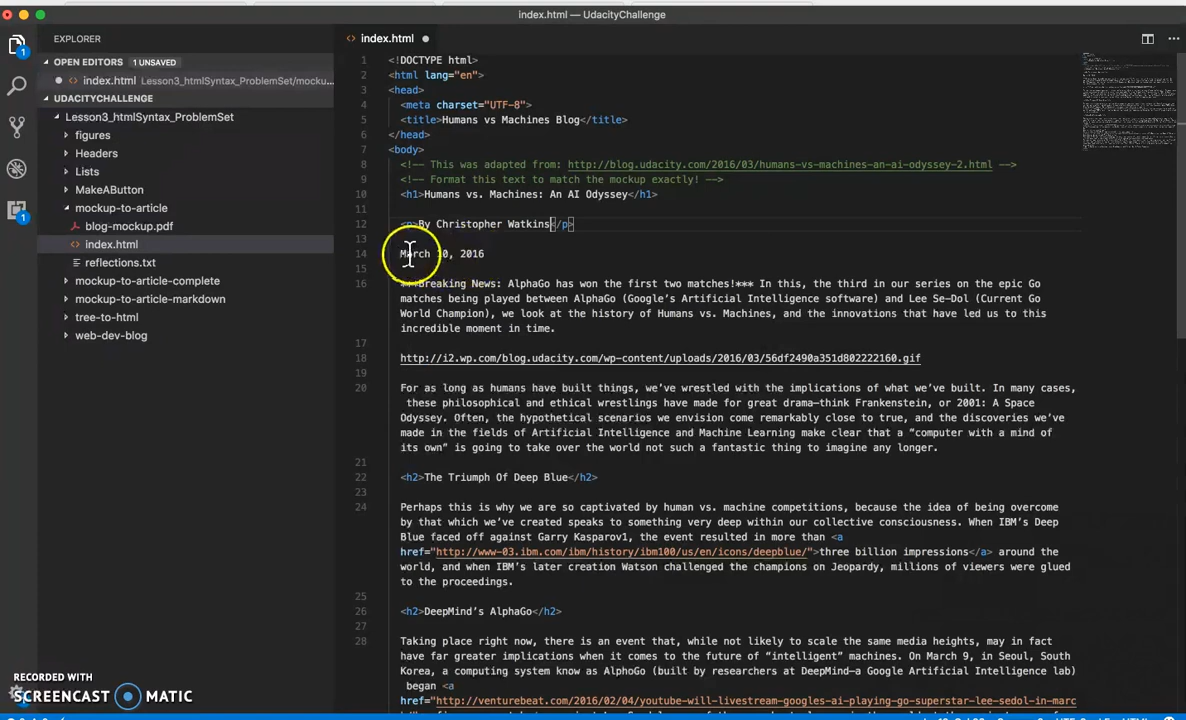 index.html — UdacityChallenge
EXPLORER
index.html
OPEN EDITORS 1 UNSAVED
index.html Lesson3_htmlSyntax_ProblemSet/mocku...
UDACITYCHALLENGE
Lesson3_htmlSyntax_ProblemSet
figures
Headers
Lists
MakeAButton
mockup-to-article
blog-mockup.pdf
index.html
reflections.txt
mockup-to-article-complete
mockup-to-article-markdown
tree-to-html
web-dev-blog
1
1
1 <!DOCTYPE html>
2 <html lang="en">
3 <head>
4 <meta charset="UTF-8">
5 <title>Humans vs Machines Blog</title>
6 </head>
7 <body>
8 <!-- This was adapted from: http://blog.udacity.com/2016/03/humans-vs-machines-an-ai-odyssey-2.html -->
9 <!-- Format this text to match the mockup exactly! -->
10 <h1>Humans vs. Machines: An AI Odyssey</h1>
11
12 <p>By Christopher Watkins</p>
13
14 March 10, 2016
15
16 ***Breaking News: AlphaGo has won the first two matches!*** In this, the third in our series on the epic Go
matches being played between AlphaGo (Google’s Artificial Intelligence software) and Lee Se-Dol (Current Go
World Champion), we look at the history of Humans vs. Machines, and the innovations that have led us to this
incredible moment in time.
17
18 http://i2.wp.com/blog.udacity.com/wp-content/uploads/2016/03/56df2490a351d802222160.gif
19
20 For as long as humans have built things, we’ve wrestled with the implications of what we’ve built. In many cases,
these philosophical and ethical wrestlings have made for great drama—think Frankenstein, or 2001: A Space
Odyssey. Often, the hypothetical scenarios we envision come remarkably close to true, and the discoveries we’ve
made in the fields of Artificial Intelligence and Machine Learning make clear that a “computer with a mind of
its own” is going to take over the world not such a fantastic thing to imagine any longer.
21
22 <h2>The Triumph Of Deep Blue</h2>
23
24 Perhaps this is why we are so captivated by human vs. machine competitions, because the idea of being overcome
by that which we’ve created speaks to something very deep within our collective consciousness. When IBM’s Deep
Blue faced off against Garry Kasparov1, the event resulted in more than <a
href="http://www-03.ibm.com/ibm/history/ibm100/us/en/icons/deepblue/">three billion impressions</a> around the
world, and when IBM’s later creation Watson challenged the champions on Jeopardy, millions of viewers were glued
to the proceedings.
25
26 <h2>DeepMind’s AlphaGo</h2>
27
28 Taking place right now, there is an event that, while not likely to scale the same media heights, may in fact
have far greater implications when it comes to the future of “intelligent” machines. On March 9, in Seoul, South
Korea, a computing system know as AlphaGo (built by researchers at DeepMind—a Google Artificial Intelligence lab)
began <a
href="http://venturebeat.com/2016/02/04/youtube-will-livestream-googles-ai-playing-go-superstar-lee-sedol-in-marc
RECORDED WITH
SCREENCAST MATIC